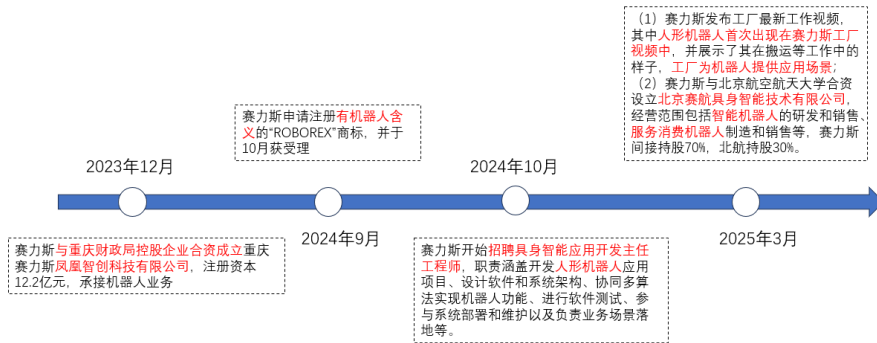 （1）赛力斯发布工厂最新工作视频，
其中人形机器人首次出现在赛力斯工厂
视频中，并展示了其在搬运等工作中的
样子，工厂为机器人提供应用场景；
（2）赛力斯与北京航空航天大学合资
设立北京赛航具身智能技术有限公司，
经营范围包括智能机器人的研发和销售、
服务消费机器人制造和销售等，赛力斯
间接持股70%，北航持股30%。
赛力斯申请注册有机器人含
义的“ROBOREX”商标，并于
10月获受理
2023年12月
2024年10月
2024年9月
2025年3月
赛力斯与重庆财政局控股企业合资成立重庆
赛力斯凤凰智创科技有限公司，注册资本
12.2亿元，承接机器人业务
赛力斯开始招聘具身智能应用开发主任
工程师，职责涵盖开发人形机器人应用
项目、设计软件和系统架构、协同多算
法实现机器人功能、进行软件测试、参
与系统部署和维护以及负责业务场景落
地等。